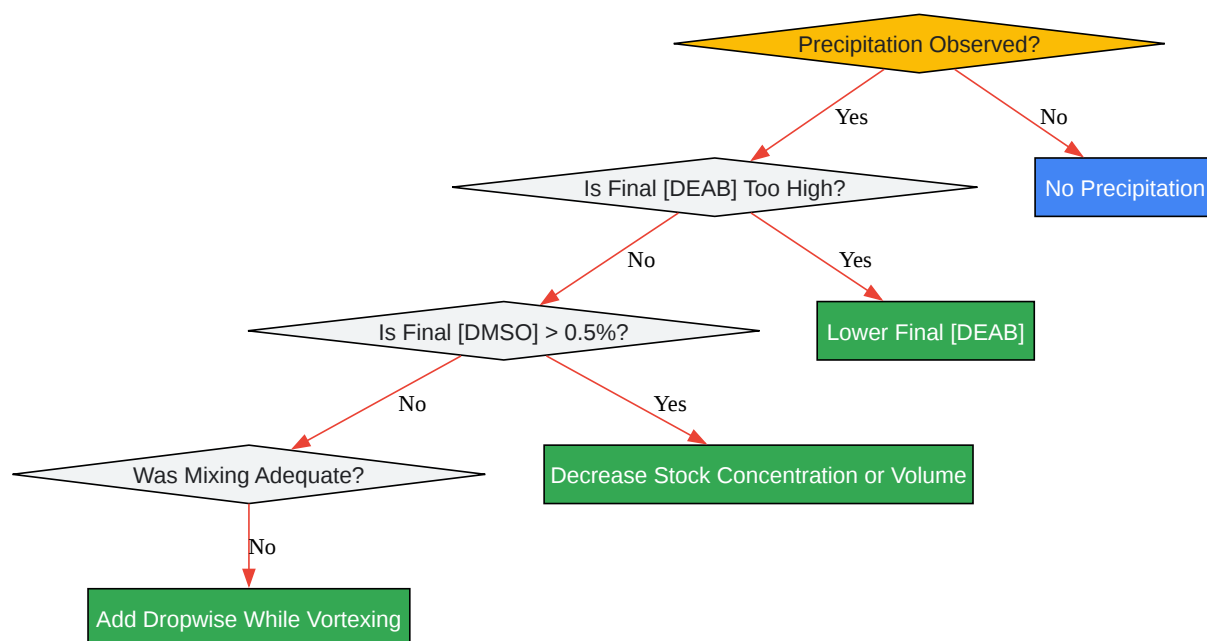 Precipitation Observed?
Yes
No
Is Final [DEAB] Too High?
No Precipitation
No
Yes
Is Final [DMSO] > 0.5%?
Lower Final [DEAB]
No
Yes
Was Mixing Adequate?
Decrease Stock Concentration or Volume
No
Add Dropwise While Vortexing